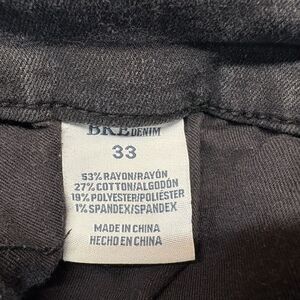 BKE DENIM
33
53% RAYON/RAYÓN
27% COTTON/ALGODÓN
19% POLYESTER/POLIÉSTER
1% SPANDEX/SPANDEX
MADE IN CHINA
HECHO EN CHINA